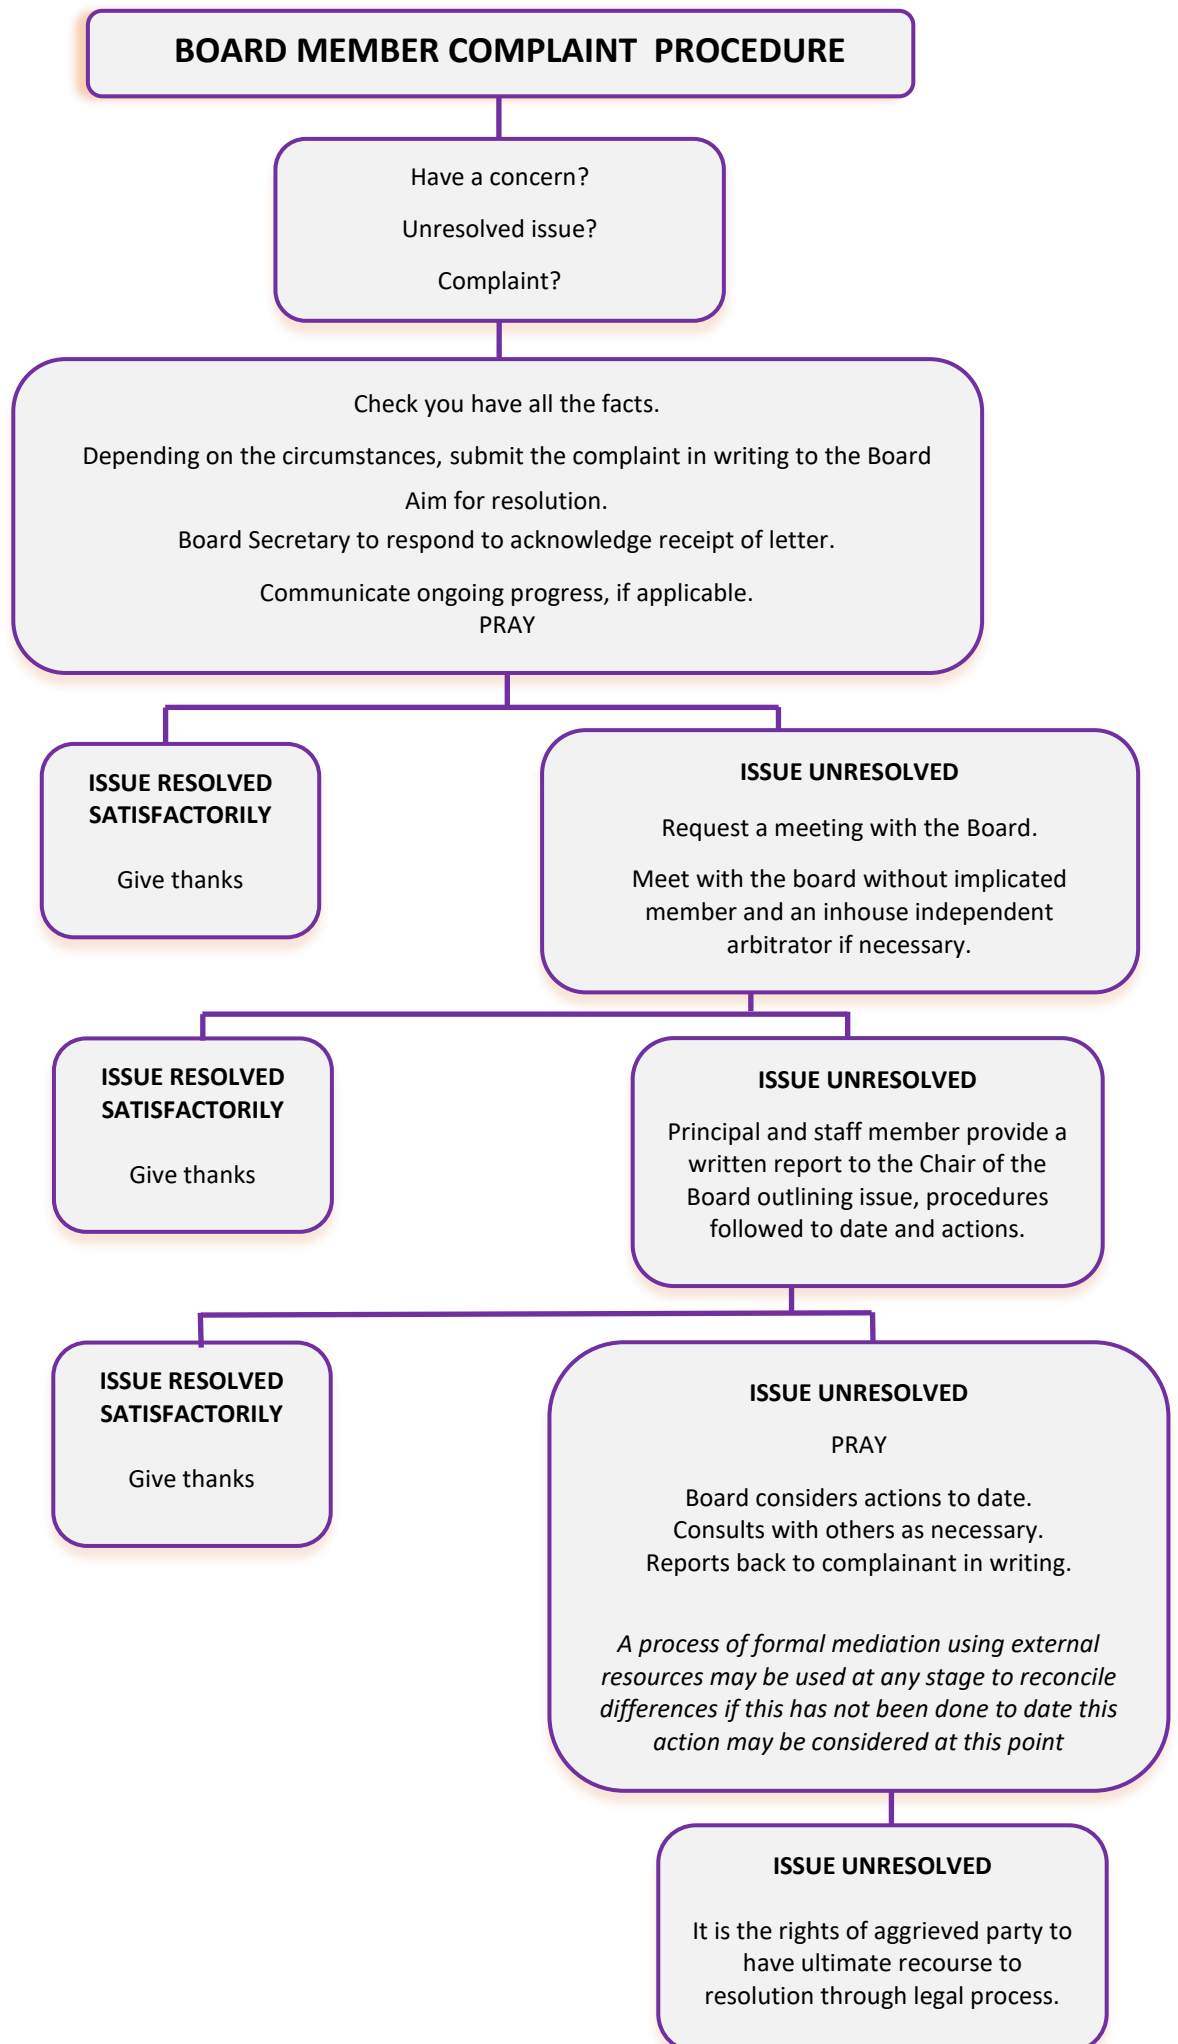 BOARD MEMBER COMPLAINT PROCEDURE
Have a concern?
Unresolved issue?
Complaint?
Check you have all the facts.
Depending on the circumstances, submit the complaint in writing to the Board
Aim for resolution.
Board Secretary to respond to acknowledge receipt of letter.
Communicate ongoing progress, if applicable.
PRAY
ISSUE RESOLVED
SATISFACTORILY
Give thanks
ISSUE UNRESOLVED
Request a meeting with the Board.
Meet with the board without implicated
member and an inhouse independent
arbitrator if necessary.
ISSUE RESOLVED
SATISFACTORILY
Give thanks
ISSUE UNRESOLVED
Principal and staff member provide a
written report to the Chair of the
Board outlining issue, procedures
followed to date and actions.
ISSUE RESOLVED
SATISFACTORILY
Give thanks
ISSUE UNRESOLVED
PRAY
Board considers actions to date.
Consults with others as necessary.
Reports back to complainant in writing.
A process of formal mediation using external
resources may be used at any stage to reconcile
differences if this has not been done to date this
action may be considered at this point
ISSUE UNRESOLVED
It is the rights of aggrieved party to
have ultimate recourse to
resolution through legal process.